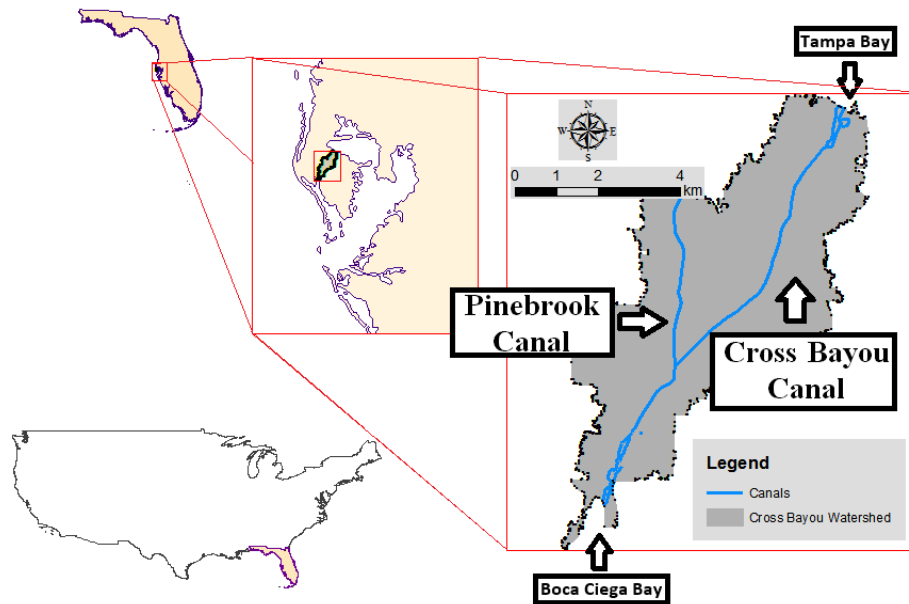 Tampa Bay
N
W E
S
0 1 2 4
km
Pinebrook
Canal
Cross Bayou
Canal
Legend
Canals
Cross Bayou Watershed
Boca Ciega Bay